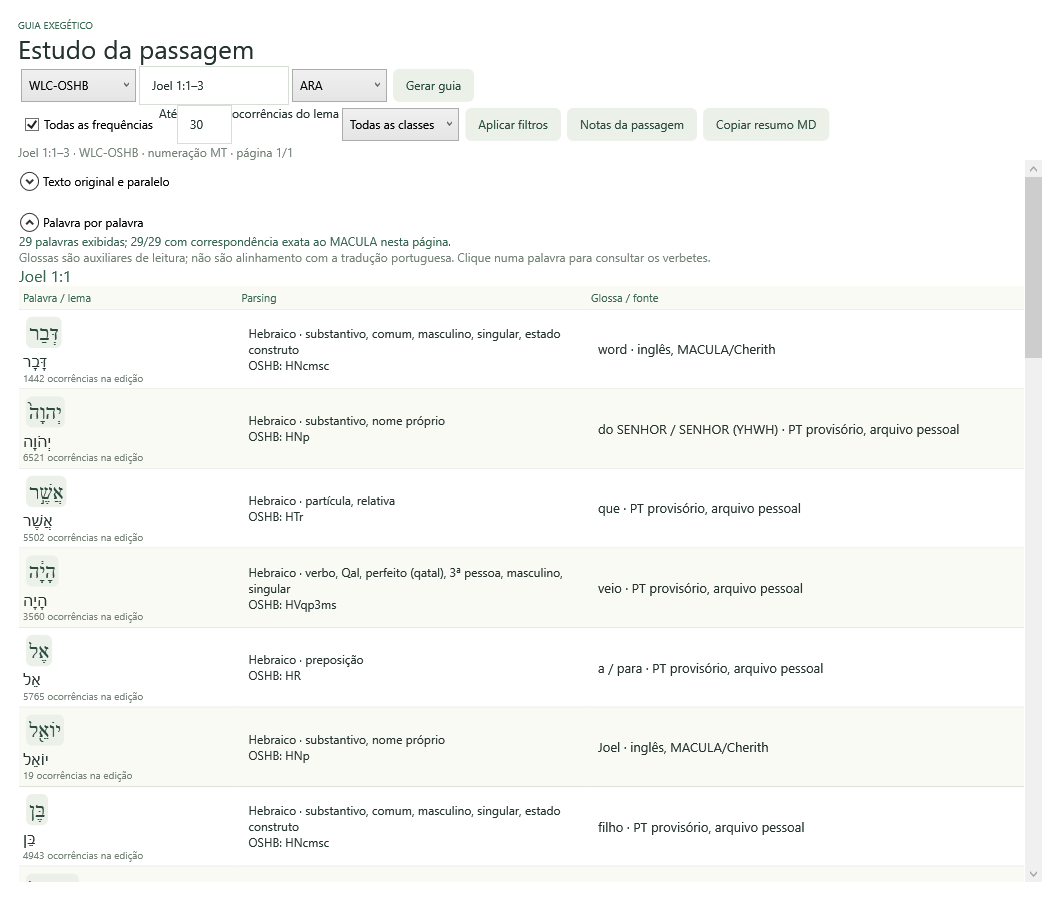 GUIA EXEGÉTICO
Estudo da passagem
WLC-OSHB Joel 1:1–3 ARA Gerar guia
Todas as frequências Até 30 ocorrências do lema Todas as classes Aplicar filtros Notas da passagem Copiar resumo MD
Joel 1:1–3 · WLC-OSHB · numeração MT · página 1/1
Texto original e paralelo
Palavra por palavra
29 palavras exibidas; 29/29 com correspondência exata ao MACULA nesta página.
Glossas são auxiliares de leitura; não são alinhamento com a tradução portuguesa. Clique numa palavra para consultar os verbetes.
Joel 1:1
Palavra / lema Parsing Glossa / fonte
דְּבַר
דָּבָר
1442 ocorrências na edição
Hebraico · substantivo, comum, masculino, singular, estado
construto
OSHB: HNcmsc
word · inglês, MACULA/Cherith
יְהוָה֙
יְהֹוָה
6521 ocorrências na edição
Hebraico · substantivo, nome próprio
OSHB: HNp
do SENHOR / SENHOR (YHWH) · PT provisório, arquivo pessoal
אֲשֶׁ֣ר
אֲשֶׁר
5502 ocorrências na edição
Hebraico · partícula, relativa
OSHB: HTr
que · PT provisório, arquivo pessoal
הָיָ֔ה
הָיָה
3560 ocorrências na edição
Hebraico · verbo, Qal, perfeito (qatal), 3ª pessoa, masculino,
singular
OSHB: HVqp3ms
veio · PT provisório, arquivo pessoal
אֶל
אֵל
5765 ocorrências na edição
Hebraico · preposição
OSHB: HR
a / para · PT provisório, arquivo pessoal
יוֹאֵ֖ל
יוֹאֵל
19 ocorrências na edição
Hebraico · substantivo, nome próprio
OSHB: HNp
Joel · inglês, MACULA/Cherith
בֶּן
בֵּן
4943 ocorrências na edição
Hebraico · substantivo, comum, masculino, singular, estado
construto
OSHB: HNcmsc
filho · PT provisório, arquivo pessoal